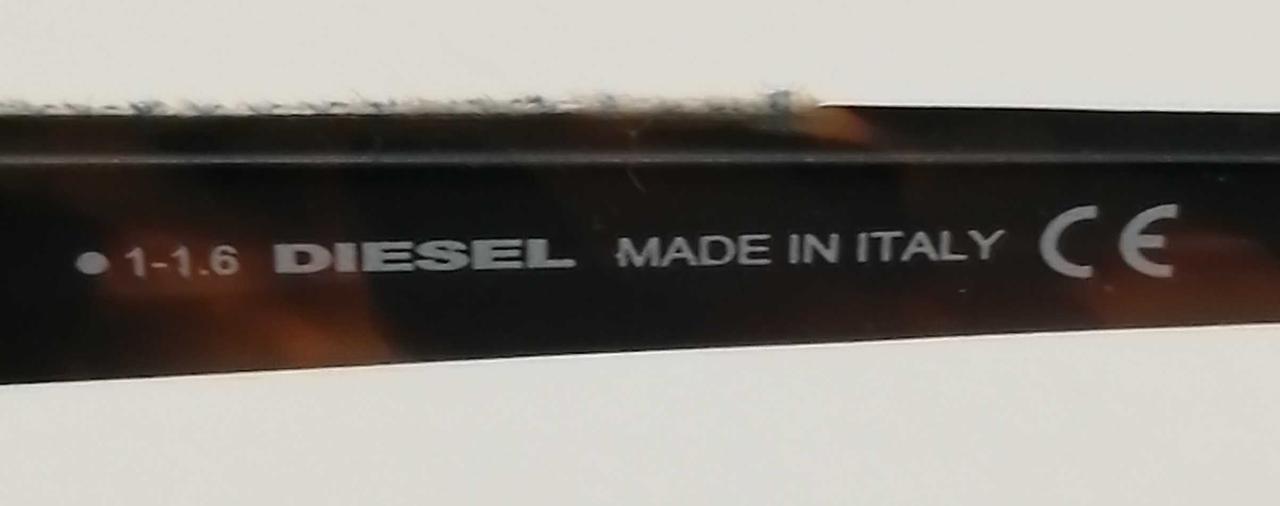 ● 1-1.6 DIESEL MADE IN ITALY CE